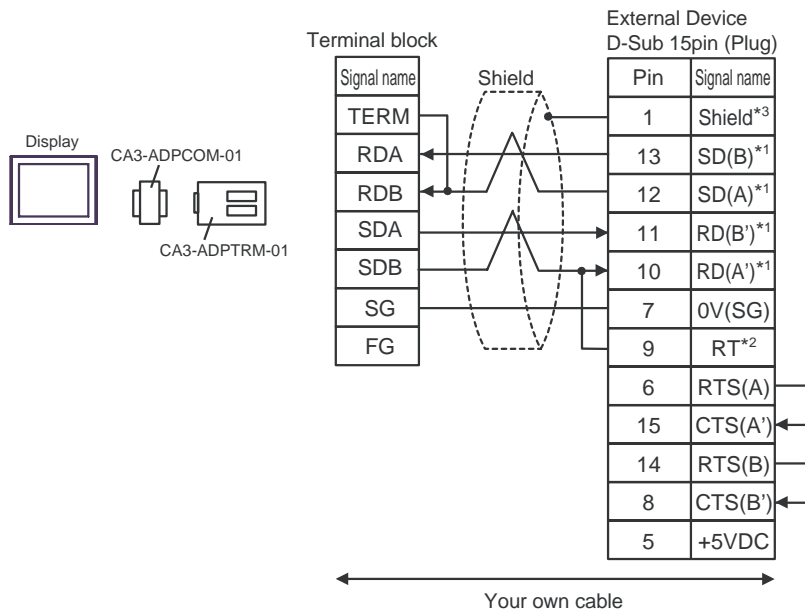 External Device
D-Sub 15pin (Plug)
Terminal block
Signal name
Shield
Pin
Signal name
TERM
1
Shield*3
Display
CA3-ADPCOM-01
RDA
13
SD(B)*1
RDB
12
SD(A)*1
CA3-ADPTRM-01
SDA
11
RD(B’)*1
SDB
10
RD(A’)*1
SG
7
0V(SG)
FG
9
RT*2
6
RTS(A)
15
CTS(A’)
14
RTS(B)
8
CTS(B’)
5
+5VDC
Your own cable